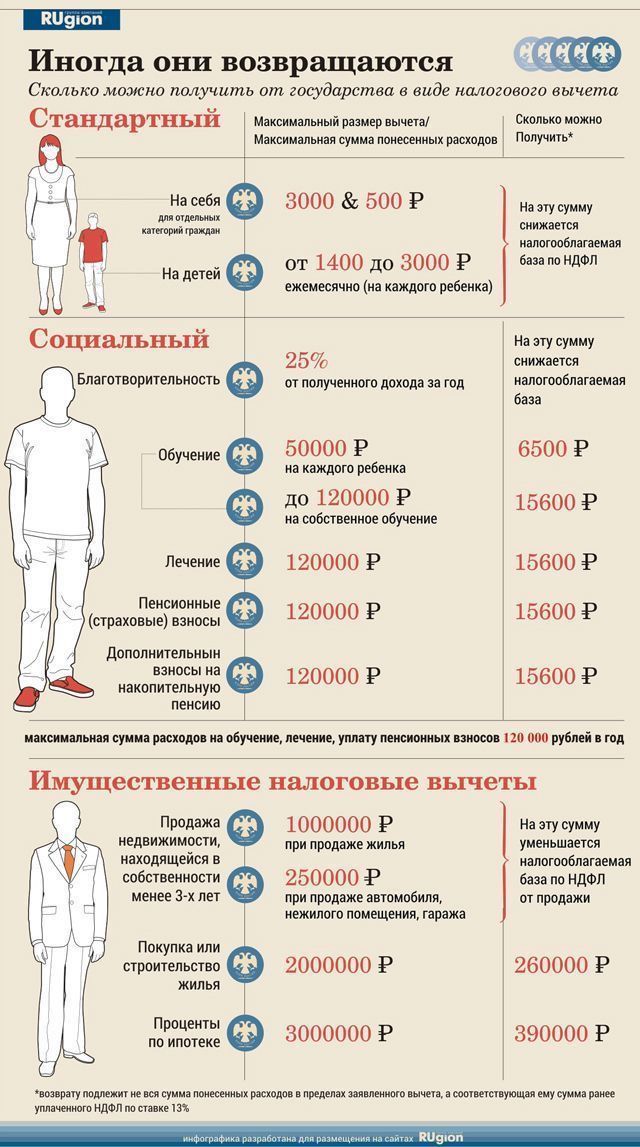 группа компаний
RUgion
Иногда они возвращаются
Сколько можно получить от государства в виде налогового вычета
Стандартный
Максимальный размер вычета/
Максимальная сумма понесенных расходов
Сколько можно
Получить*
На себя
для отдельных
категорий граждан
3000 & 500 ₽
На детей
от 1400 до 3000 ₽
ежемесячно (на каждого ребенка)
На эту сумму
снижается
налогооблагаемая
база по НДФЛ
Социальный
Благотворительность
25%
от полученного дохода за год
На эту сумму
снижается
налогооблагаемая
база
Обучение
50000 ₽
на каждого ребенка
6500 ₽
до 120000 ₽
на собственное обучение
15600 ₽
Лечение
120000 ₽
15600 ₽
Пенсионные
(страховые) взносы
120000 ₽
15600 ₽
Дополнительнын
взносы на
накопительную
пенсию
120000 ₽
15600 ₽
максимальная сумма расходов на обучение, лечение, уплату пенсионных взносов 120 000 рублей в год
Имущественные налоговые вычеты
Продажа
недвижимости,
находящейся в
собственности
менее 3-х лет
1000000 ₽
при продаже жилья
250000 ₽
при продаже автомобиля,
нежилого помещения, гаража
На эту сумму
уменьшается
налогооблагаемая
база по НДФЛ
от продажи
Покупка или
строительство
жилья
2000000 ₽
260000 ₽
Проценты
по ипотеке
3000000 ₽
390000 ₽
*возврату подлежит не вся сумма понесенных расходов в пределах заявленного вычета, а соответствующая ему сумма ранее
уплаченного НДФЛ по ставке 13%
инфографика разработана для размещения на сайтах RUgion